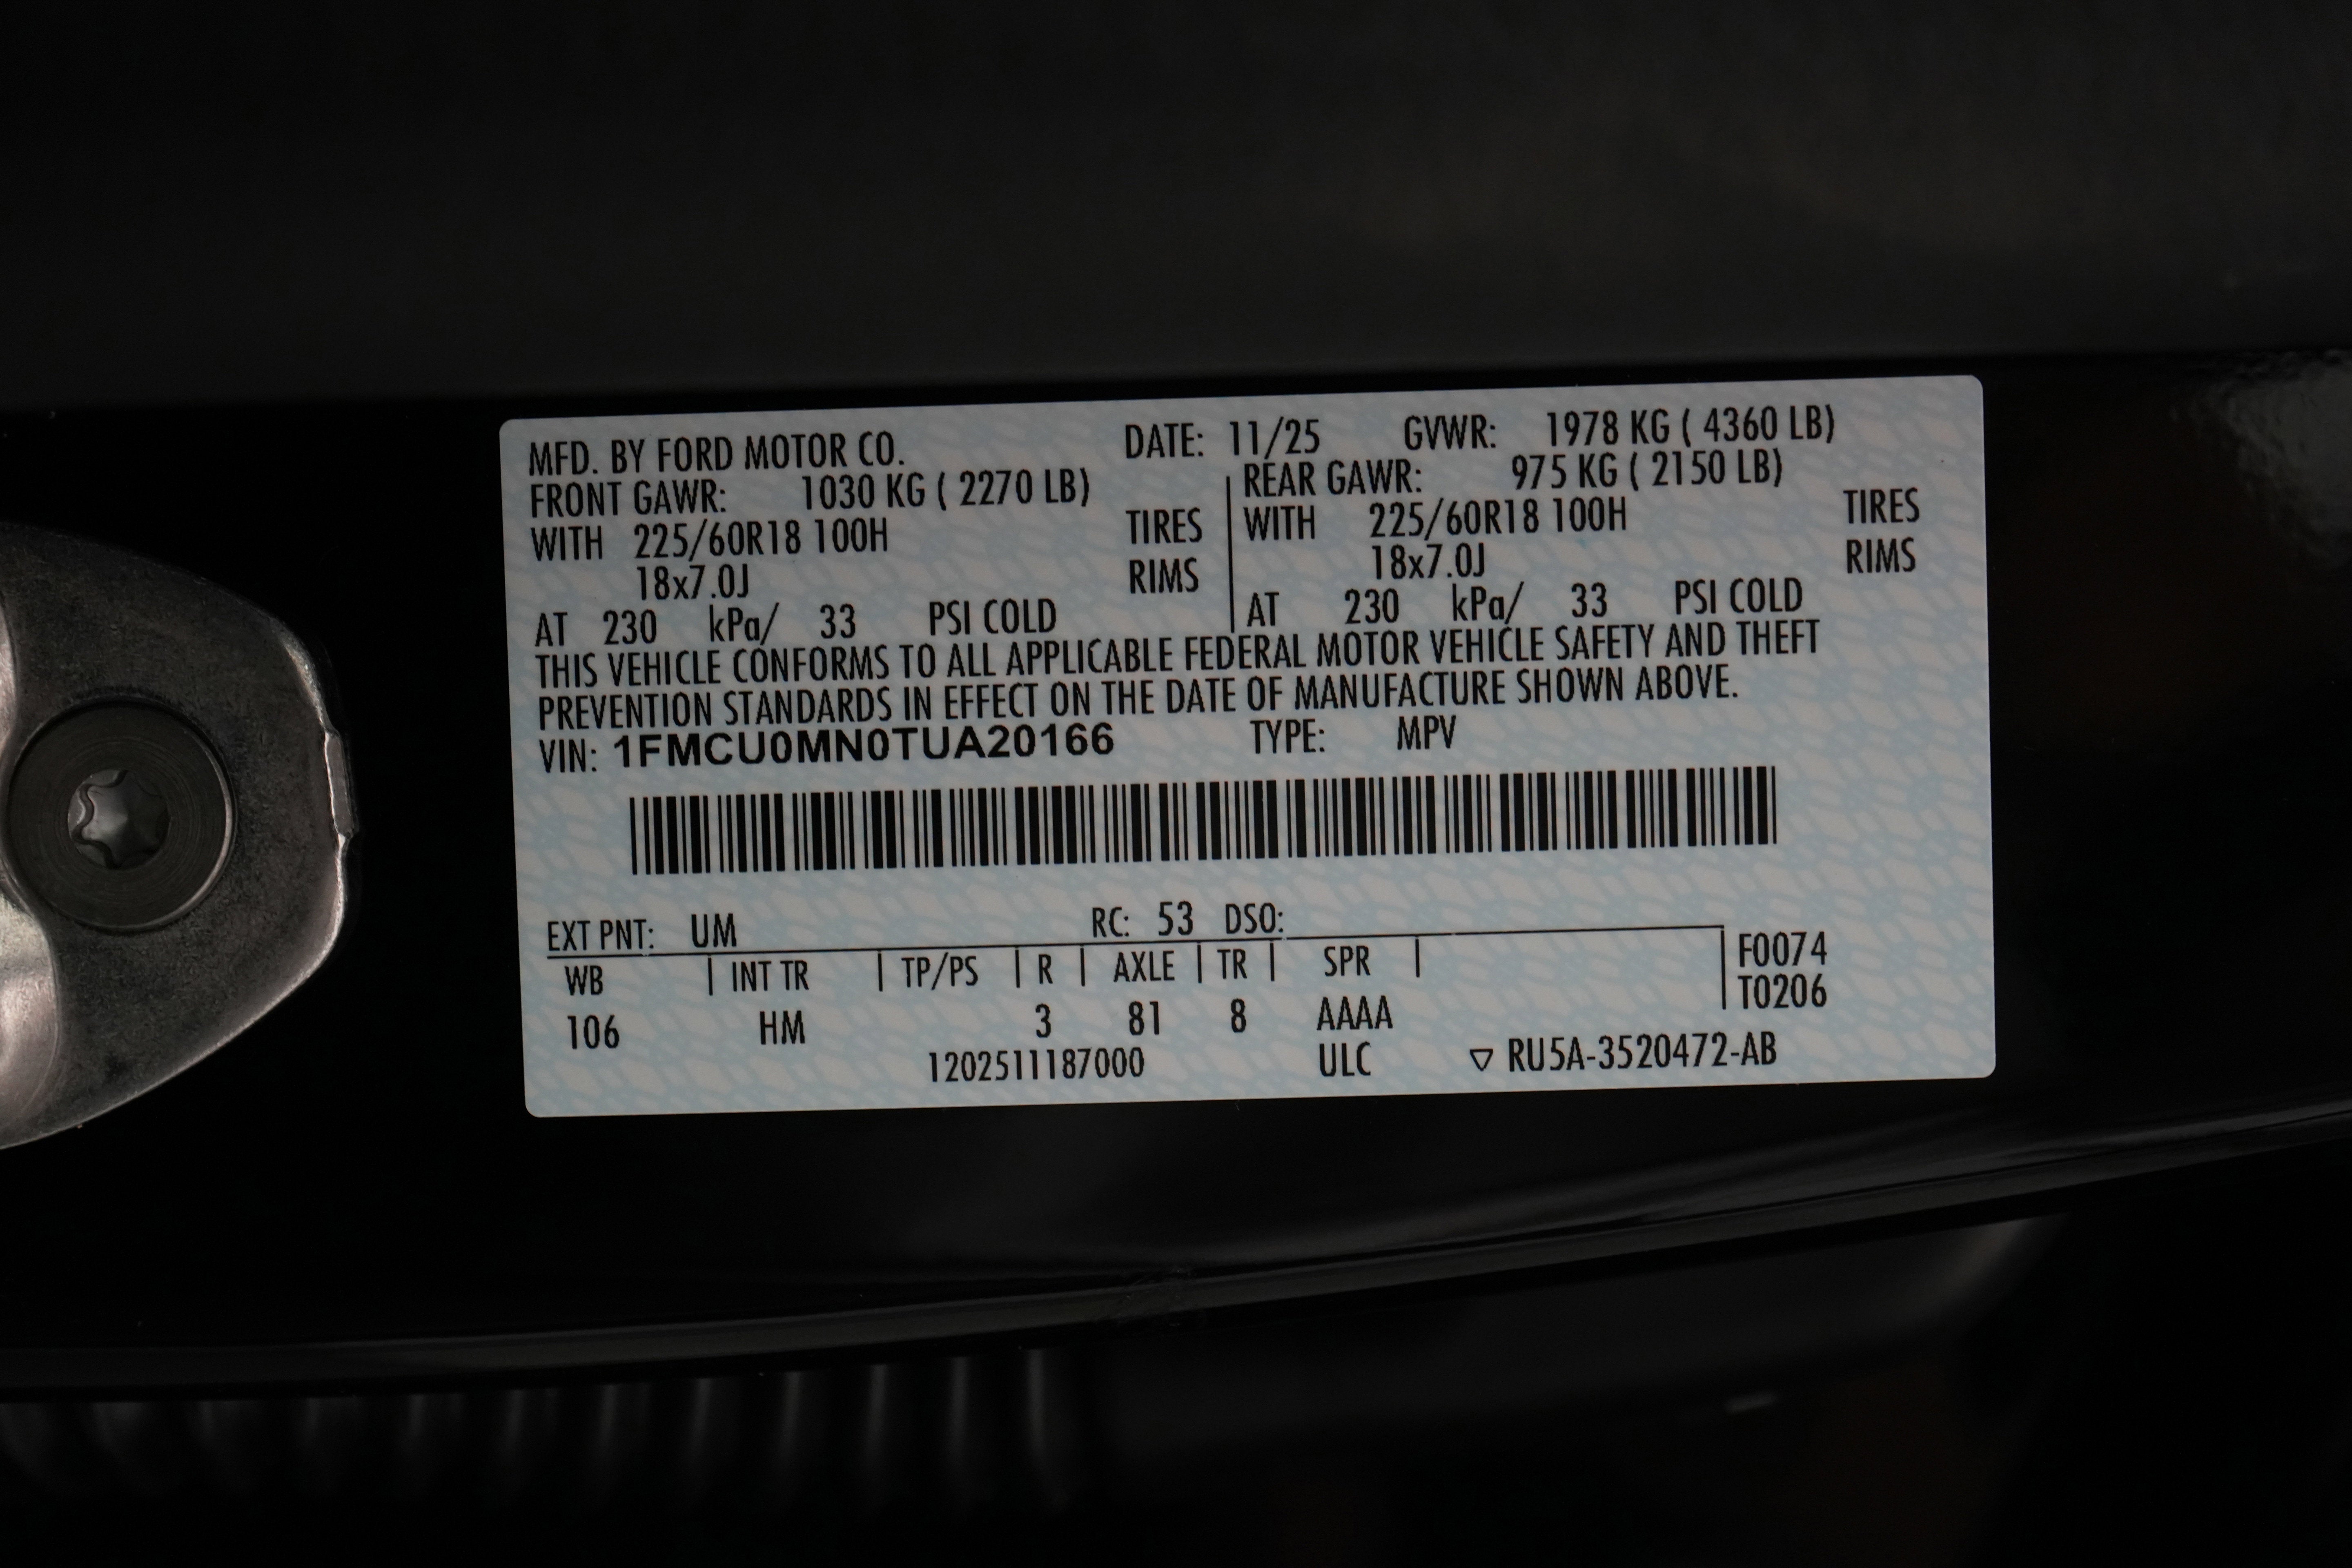 MFD. BY FORD MOTOR CO. DATE: 11/25 GVWR: 1978 KG ( 4360 LB)
FRONT GAWR: 1030 KG ( 2270 LB) REAR GAWR: 975 KG ( 2150 LB)
WITH 225/60R18 100H TIRES WITH 225/60R18 100H TIRES
18x7.0J RIMS 18x7.0J RIMS
AT 230 kPa/ 33 PSI COLD AT 230 kPa/ 33 PSI COLD
THIS VEHICLE CONFORMS TO ALL APPLICABLE FEDERAL MOTOR VEHICLE SAFETY AND THEFT
PREVENTION STANDARDS IN EFFECT ON THE DATE OF MANUFACTURE SHOWN ABOVE.
VIN: 1FMCU0MN0TUA20166 TYPE: MPV
EXT PNT: UM RC: 53 DSO:
WB INT TR TP/PS R AXLE TR SPR F0074
T0206
106 HM 3 81 8 AAAA
1202511187000 ULC ▽ RU5A-3520472-AB